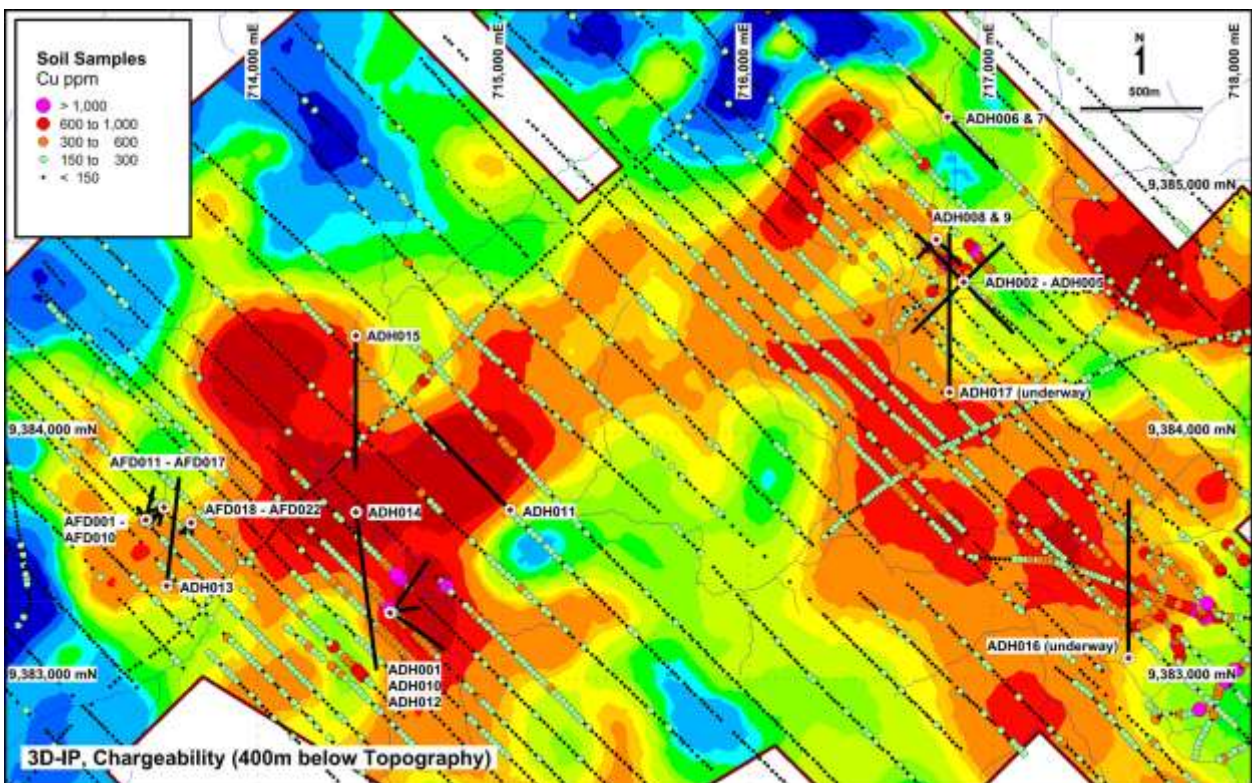 Soil Samples
Cu ppm
> 1,000
600 to 1,000
300 to 600
150 to 300
< 150
714,000 mE
715,000 mE
716,000 mE
717,000 mE
718,000 mE
N
500m
ADH006 & 7
9,385,000 mN
ADH008 & 9
ADH002 - ADH005
ADH015
ADH017 (underway)
9,384,000 mN
9,384,000 mN
AFD011 - AFD017
AFD018 - AFD022
AFD001 -
AFD010
ADH014
ADH011
ADH013
ADH016 (underway)
9,383,000 mN
9,383,000 mN
ADH001
ADH010
ADH012
3D-IP, Chargeability (400m below Topography)